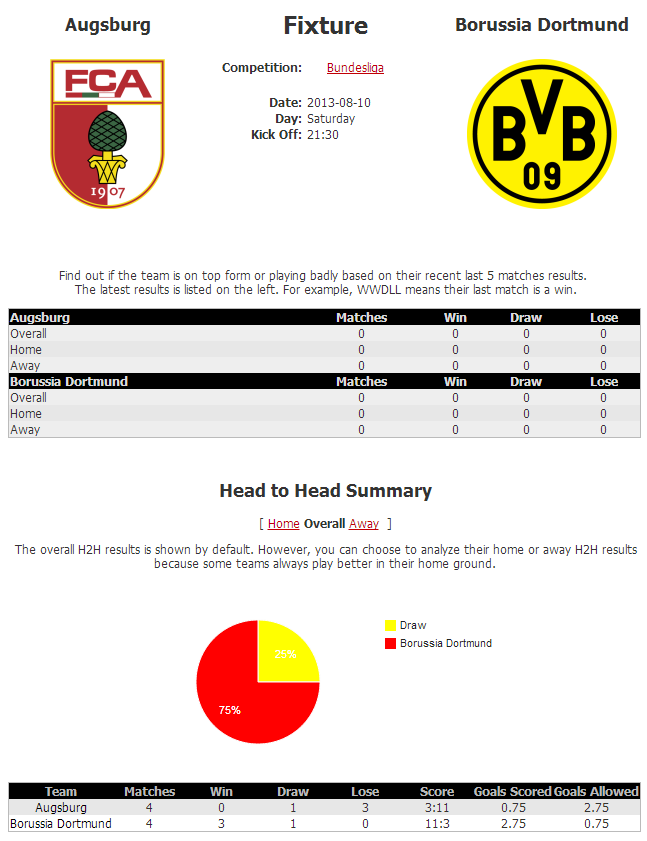 Augsburg
Fixture
Borussia Dortmund
FCA
1907
BVB
09
Competition: Bundesliga
Date: 2013-08-10
Day: Saturday
Kick Off: 21:30
Find out if the team is on top form or playing badly based on their recent last 5 matches results.
The latest results is listed on the left. For example, WWDLL means their last match is a win.
Augsburg Matches Win Draw Lose
Overall 0 0 0 0
Home 0 0 0 0
Away 0 0 0 0
Borussia Dortmund Matches Win Draw Lose
Overall 0 0 0 0
Home 0 0 0 0
Away 0 0 0 0
Head to Head Summary
[ Home Overall Away ]
The overall H2H results is shown by default. However, you can choose to analyze their home or away H2H results
because some teams always play better in their home ground.
Draw
Borussia Dortmund
25%
75%
Team Matches Win Draw Lose Score Goals Scored Goals Allowed
Augsburg 4 0 1 3 3:11 0.75 2.75
Borussia Dortmund 4 3 1 0 11:3 2.75 0.75